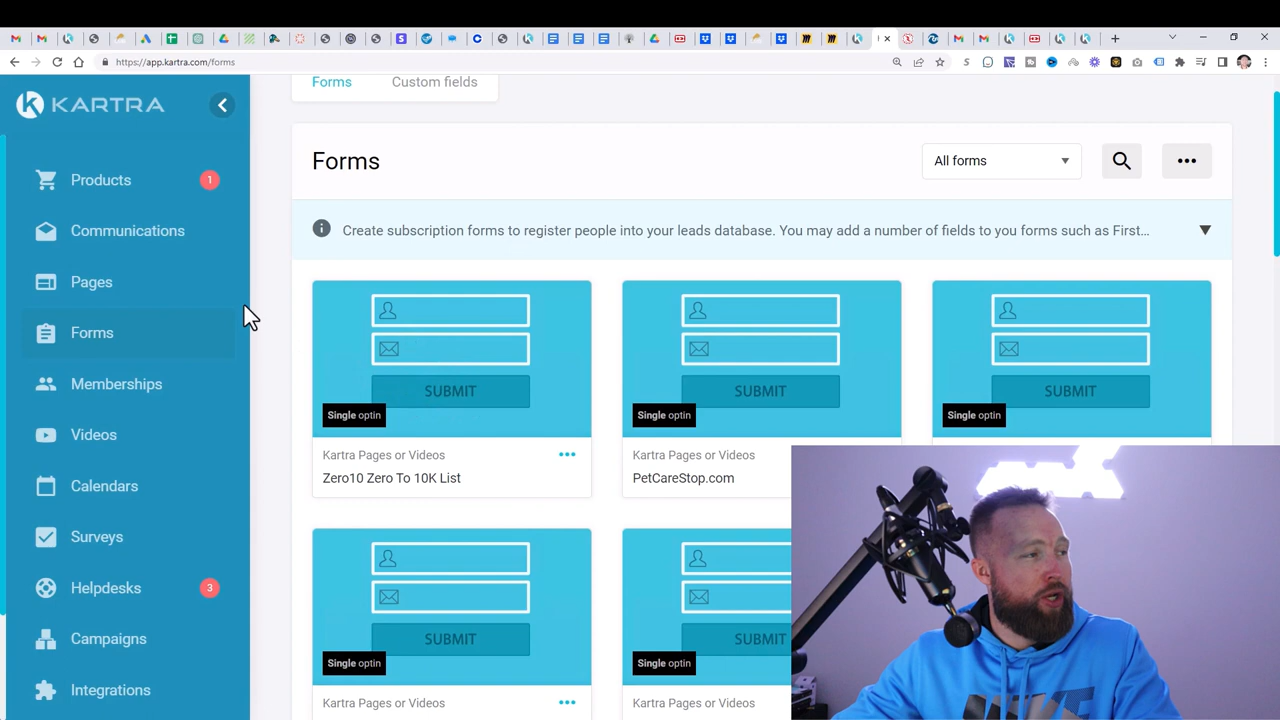 https://app.kartra.com/forms
KARTRA
Products
1
Communications
Pages
Forms
Memberships
Videos
Calendars
Surveys
Helpdesks
3
Campaigns
Integrations
Forms
Custom fields
Forms
All forms
Create subscription forms to register people into your leads database. You may add a number of fields to you forms such as First...
SUBMIT
Single optin
Kartra Pages or Videos
Zero10 Zero To 10K List
SUBMIT
Single optin
Kartra Pages or Videos
PetCareStop.com
SUBMIT
Single optin
SUBMIT
Single optin
Kartra Pages or Videos
SUBMIT
Single optin
Kartra Pages or Videos